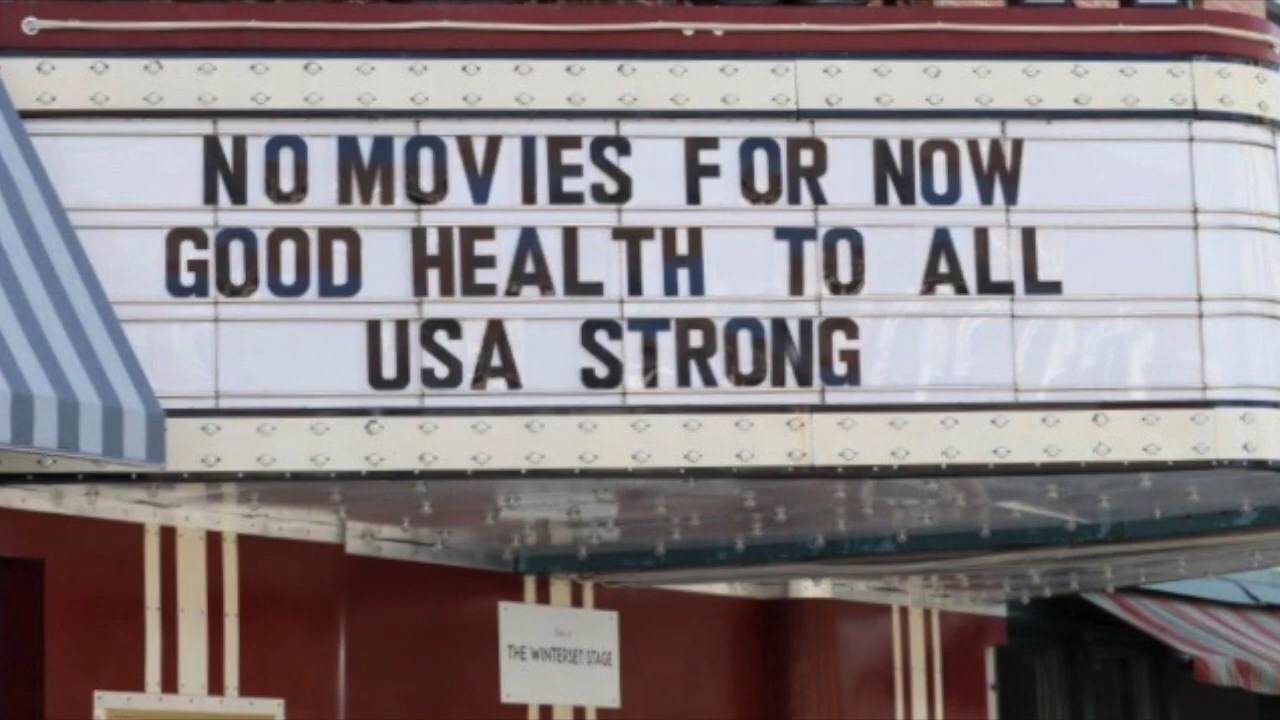 NO MOVIES FOR NOW
GOOD HEALTH TO ALL
USA STRONG
THE WINTERSET STAGE